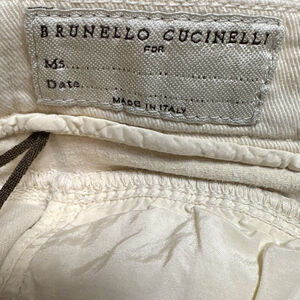 BRUNELLO CUCINELLI
FOR
Ms
Date
MADE IN ITALY